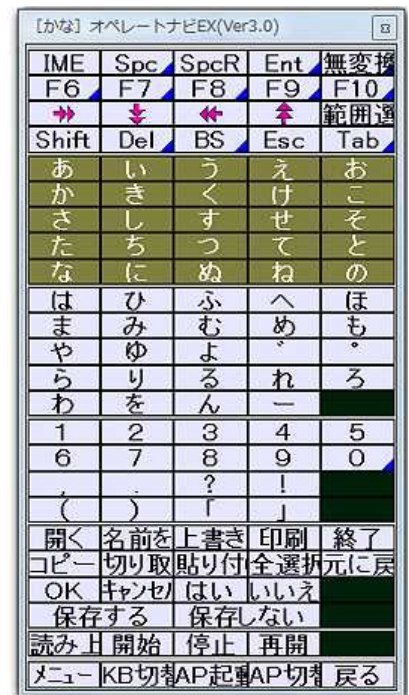 [かな] オペレートナビEX(Ver3.0)
IME Spc SpcR Ent 無変換
F6 F7 F8 F9 F10
範囲選
Shift Del BS Esc Tab
あ い う え お
か き く け こ
さ し す せ そ
た ち つ て と
な に ぬ ね の
は ひ ふ へ ほ
ま み む め も
や ゆ よ ゛ ゜
ら り る れ ろ
わ を ん ー
1 2 3 4 5
6 7 8 9 0
, . ? !
( ) 「 」
開く 名前を 上書き 印刷 終了
コピー 切り取 貼り付 全選択 元に戻
OK キャンセル はい いいえ
保存する 保存しない
読み上 開始 停止 再開
メニュー KB切替 AP起動 AP切替 戻る